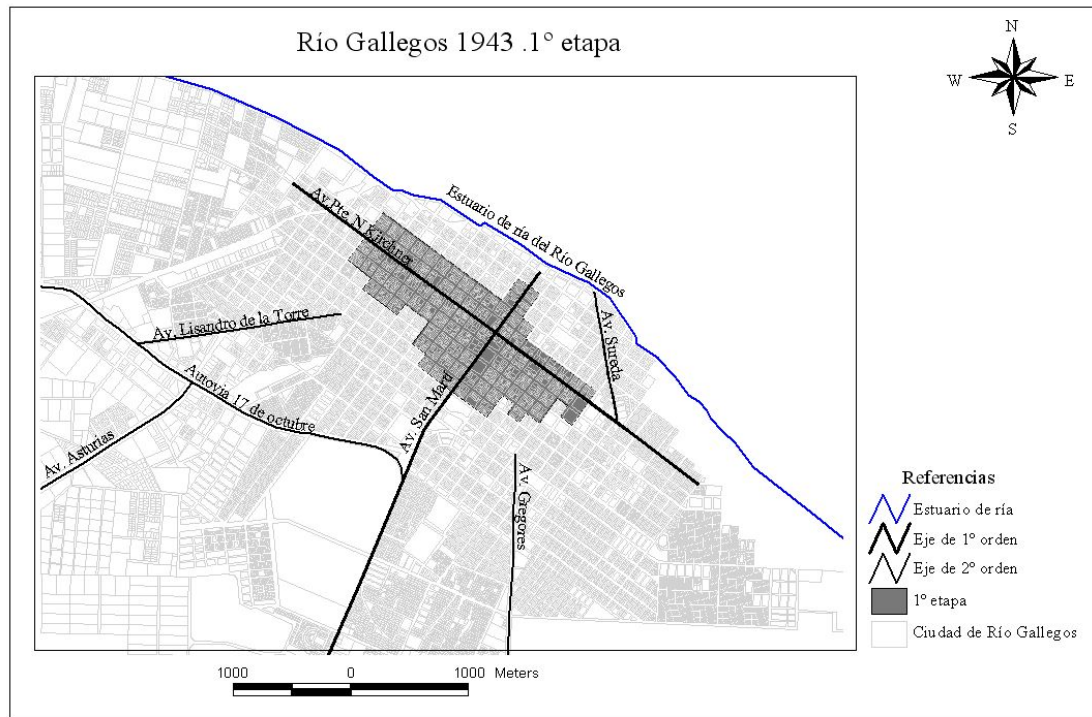 Río Gallegos 1943 .1° etapa
N
W E
S
Av.Pte. N Kirchner
Estuario de ría del Río Gallegos
Av. Lisandro de la Torre
Av. Sureda
Autovia 17 de octubre
Av. San Martí
Av. Asturias
Av. Gregores
Referencias
Estuario de ría
Eje de 1° orden
Eje de 2° orden
1° etapa
Ciudad de Río Gallegos
1000 0 1000 Meters